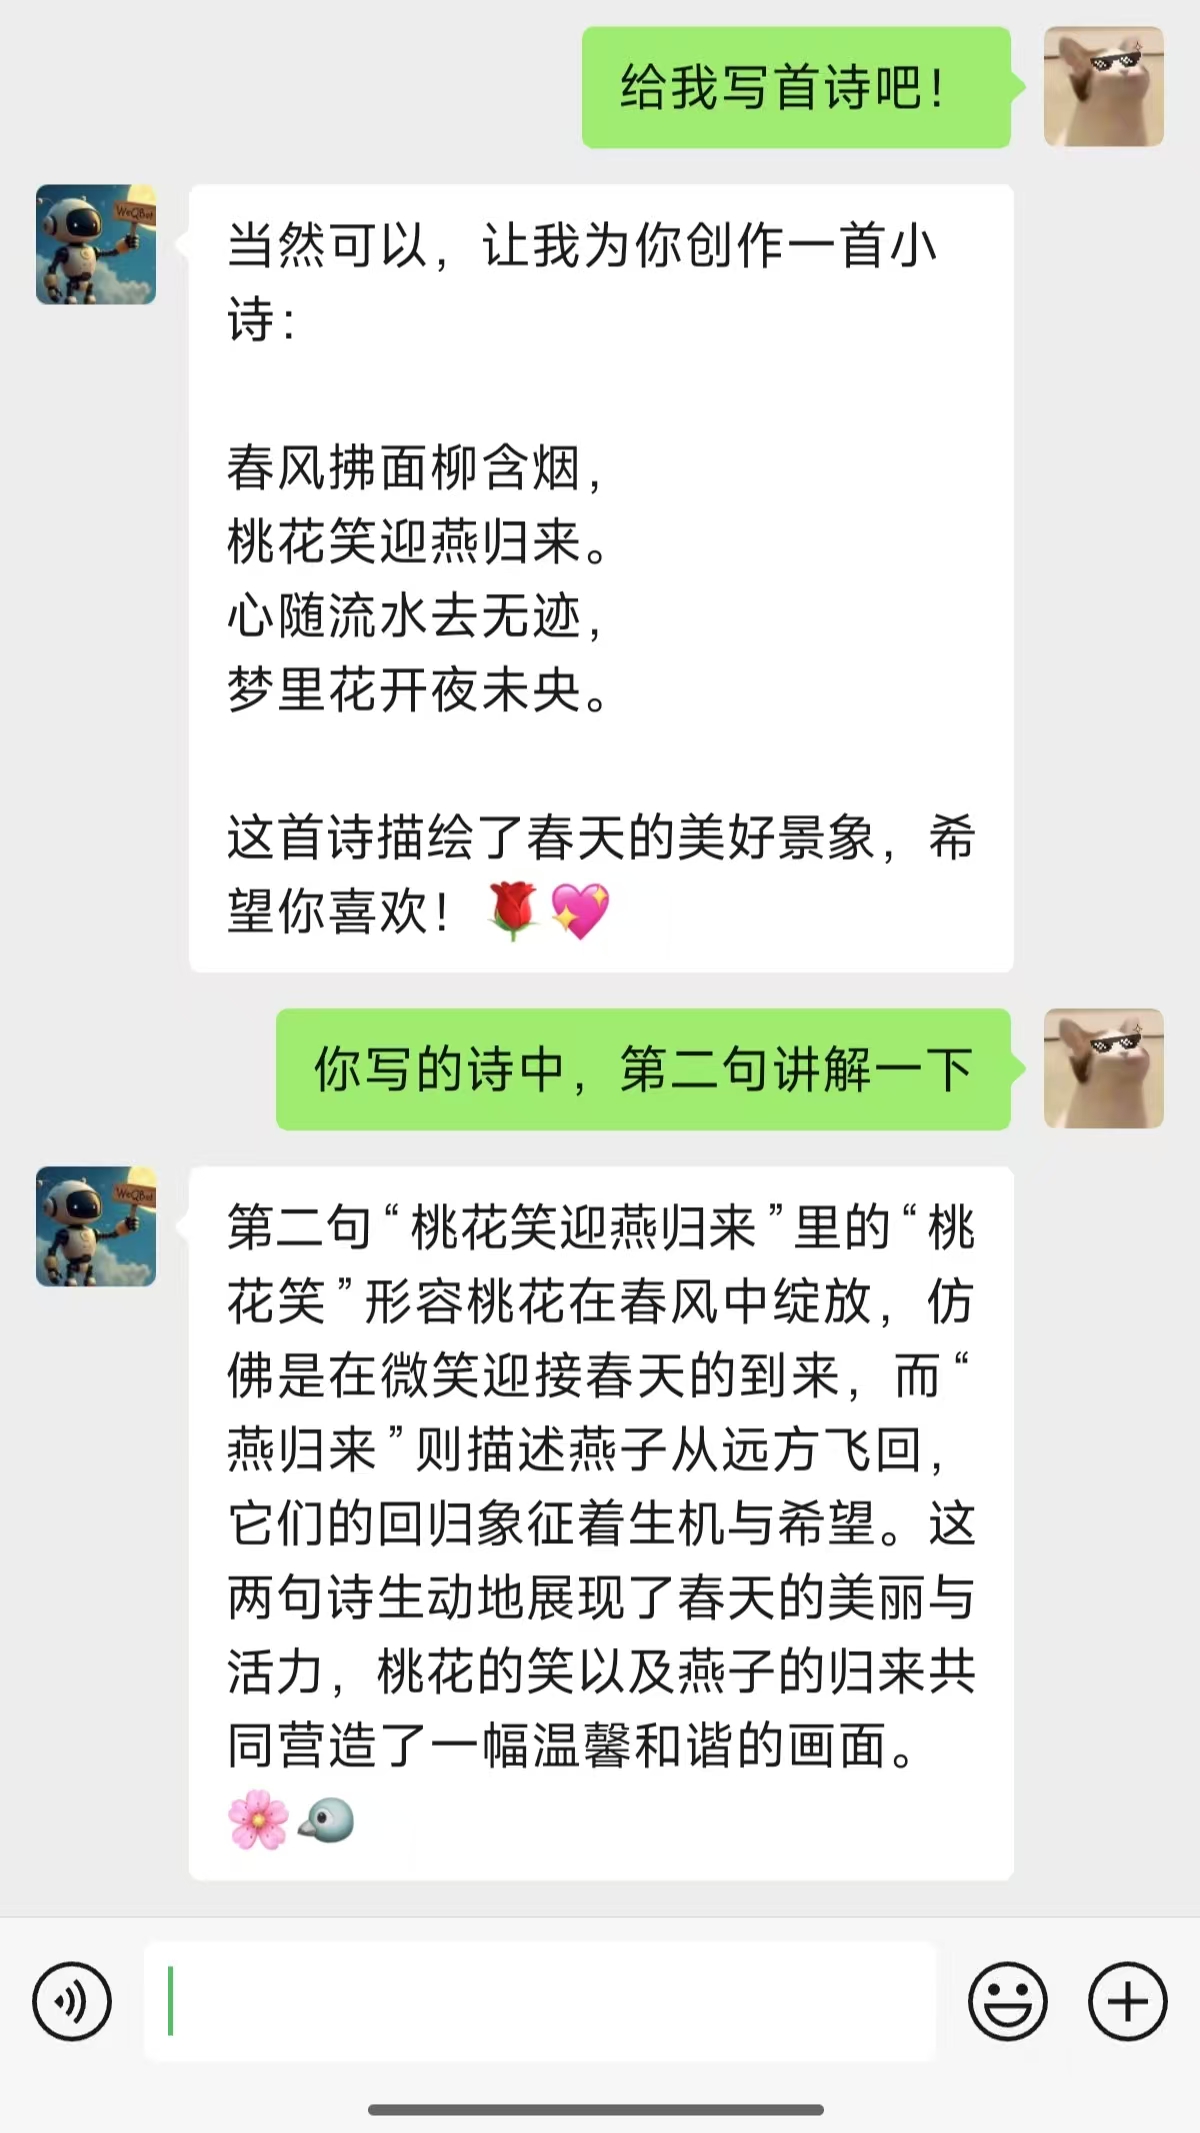 给我写首诗吧！
WeQBot
当然可以，让我为你创作一首小
诗：
春风拂面柳含烟，
桃花笑迎燕归来。
心随流水去无迹，
梦里花开夜未央。
这首诗描绘了春天的美好景象，希
望你喜欢！🌹💖
你写的诗中，第二句讲解一下
WeQBot
第二句“桃花笑迎燕归来”里的“桃
花笑”形容桃花在春风中绽放，仿
佛是在微笑迎接春天的到来，而“
燕归来”则描述燕子从远方飞回，
它们的回归象征着生机与希望。这
两句诗生动地展现了春天的美丽与
活力，桃花的笑以及燕子的归来共
同营造了一幅温馨和谐的画面。